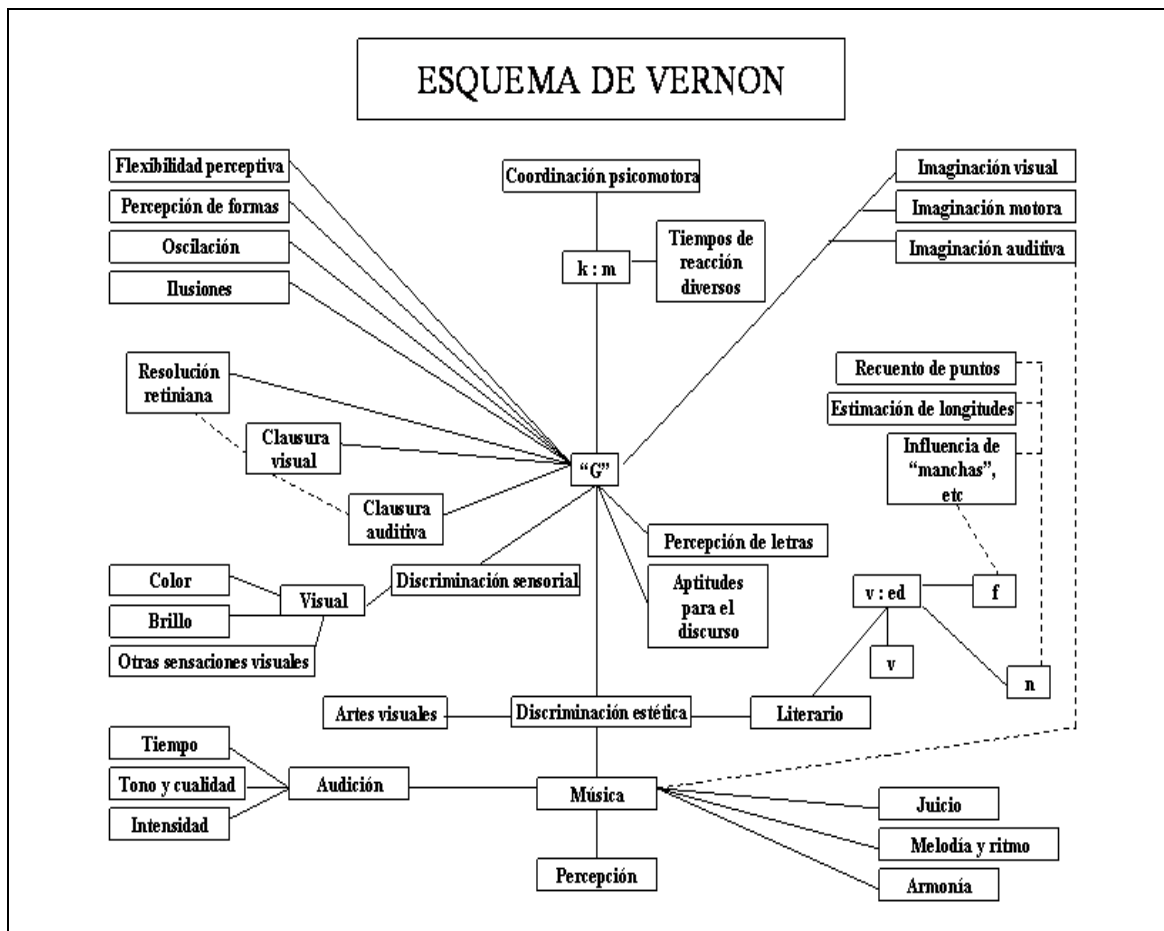 ESQUEMA DE VERNON
Flexibilidad perceptiva
Percepción de formas
Oscilación
Ilusiones
Coordinación psicomotora
k : m
Tiempos de
reacción
diversos
Imaginación visual
Imaginación motora
Imaginación auditiva
Resolución
retiniana
Clausura
visual
Clausura
auditiva
“G”
Recuento de puntos
Estimación de longitudes
Influencia de
“manchas”,
etc
Percepción de letras
Aptitudes
para el
discurso
Discriminación sensorial
Visual
Color
Brillo
Otras sensaciones visuales
v : ed
f
v
n
Artes visuales
Discriminación estética
Literario
Tiempo
Tono y cualidad
Intensidad
Audición
Música
Percepción
Juicio
Melodía y ritmo
Armonía